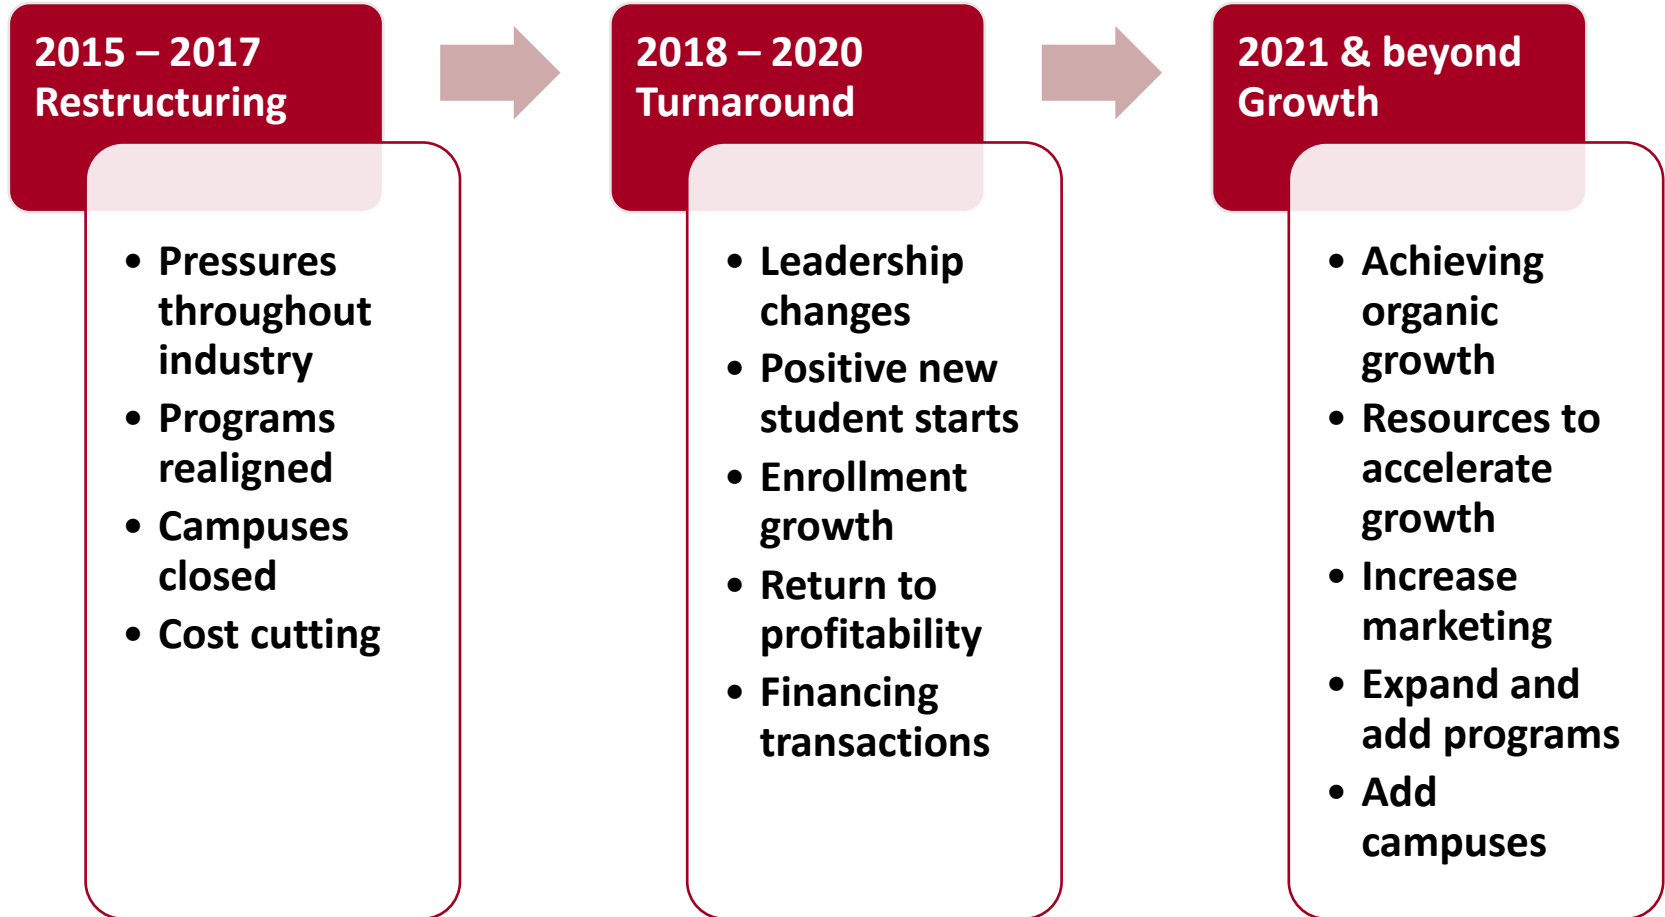 2015 – 2017
Restructuring
• Pressures
throughout
industry
• Programs
realigned
• Campuses
closed
• Cost cutting
2018 – 2020
Turnaround
• Leadership
changes
• Positive new
student starts
• Enrollment
growth
• Return to
profitability
• Financing
transactions
2021 & beyond
Growth
• Achieving
organic
growth
• Resources to
accelerate
growth
• Increase
marketing
• Expand and
add programs
• Add
campuses